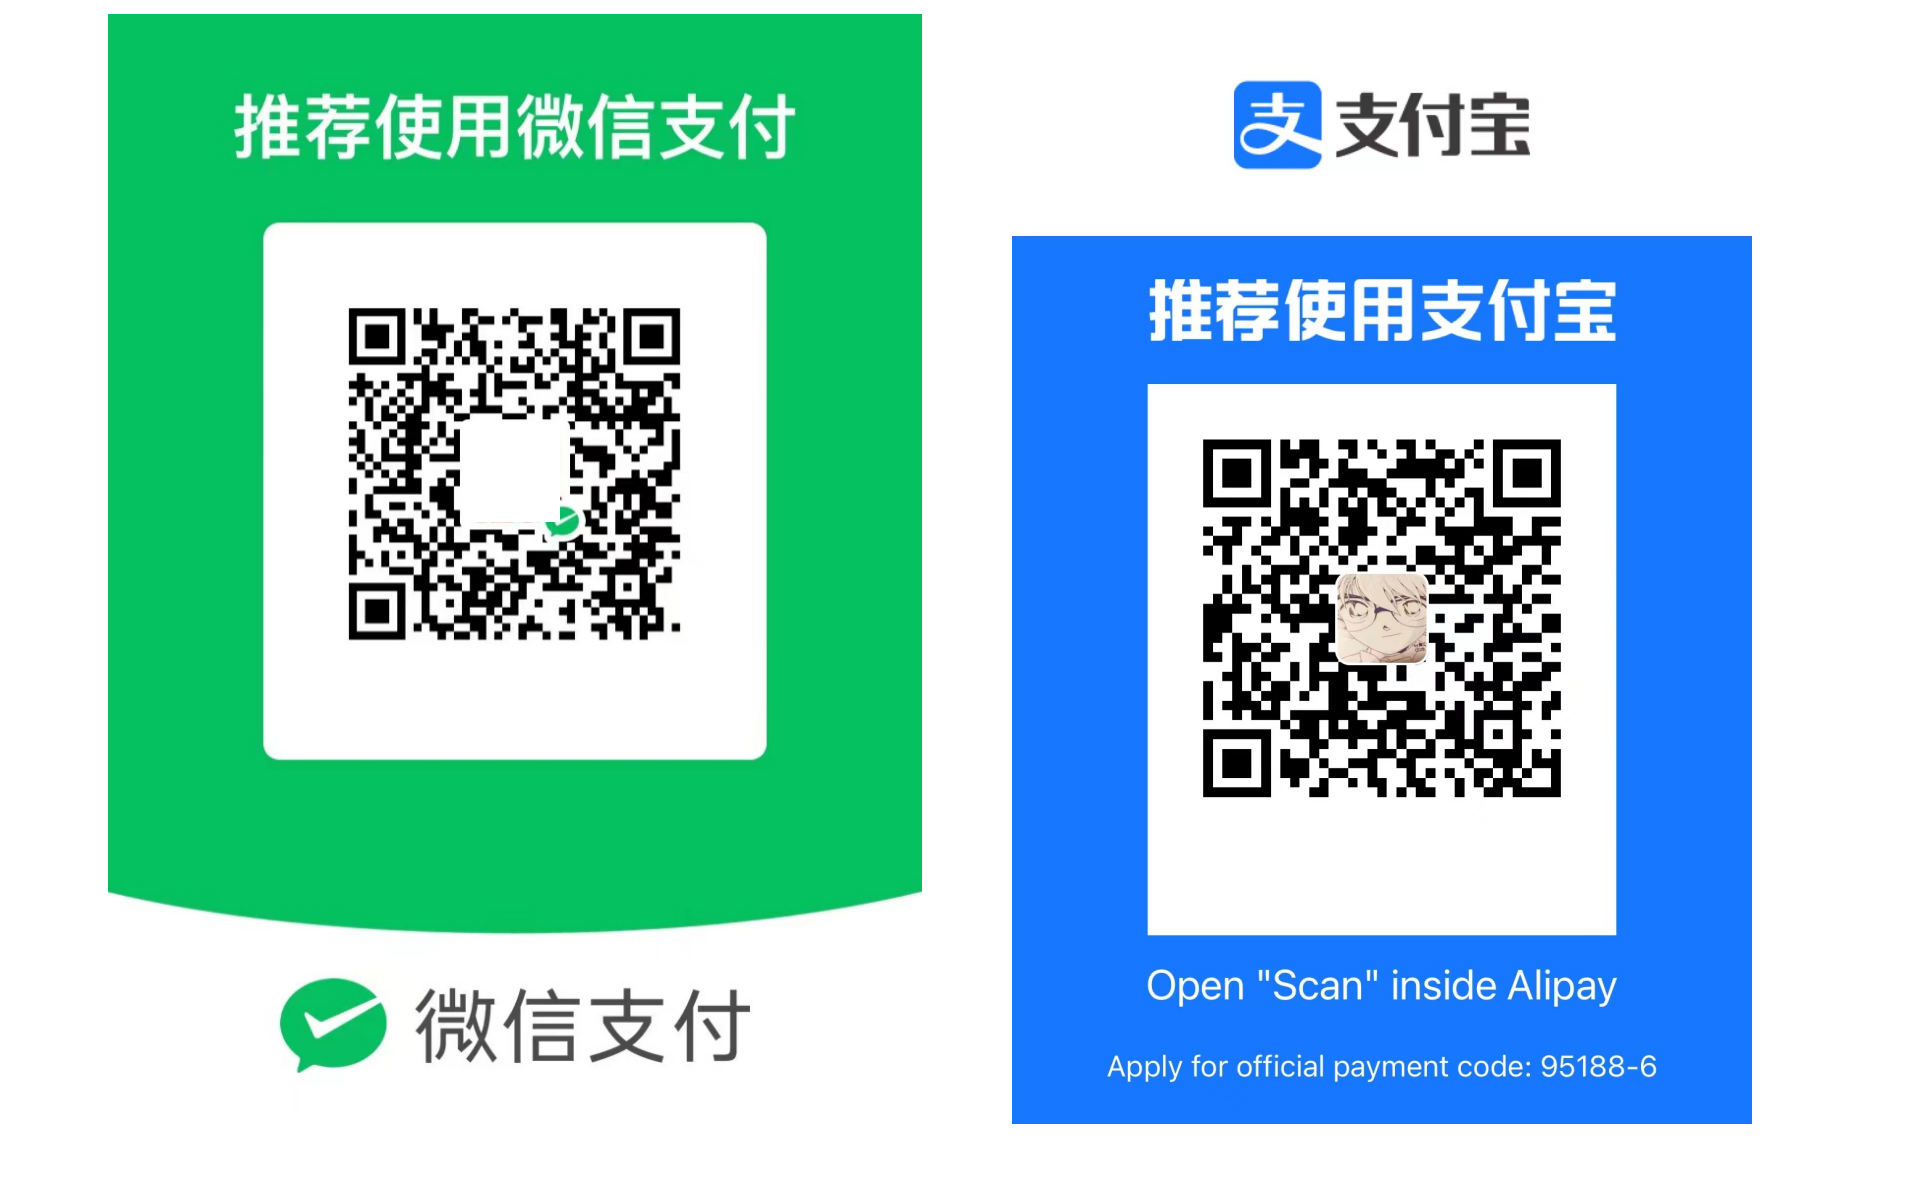 推荐使用微信支付
微信支付
支 支付宝
推荐使用支付宝
Open "Scan" inside Alipay
Apply for official payment code: 95188-6